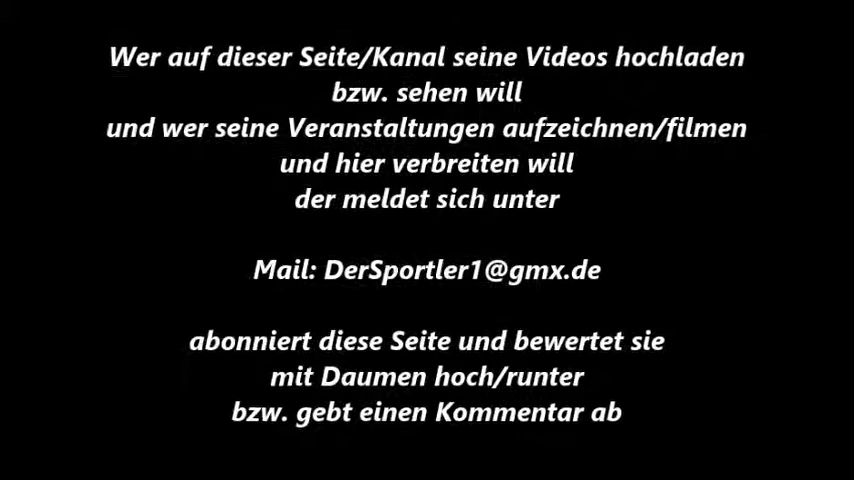 Wer auf dieser Seite/Kanal seine Videos hochladen
bzw. sehen will
und wer seine Veranstaltungen aufzeichnen/filmen
und hier verbreiten will
der meldet sich unter
Mail: DerSportler1@gmx.de
abonniert diese Seite und bewertet sie
mit Daumen hoch/runter
bzw. gebt einen Kommentar ab